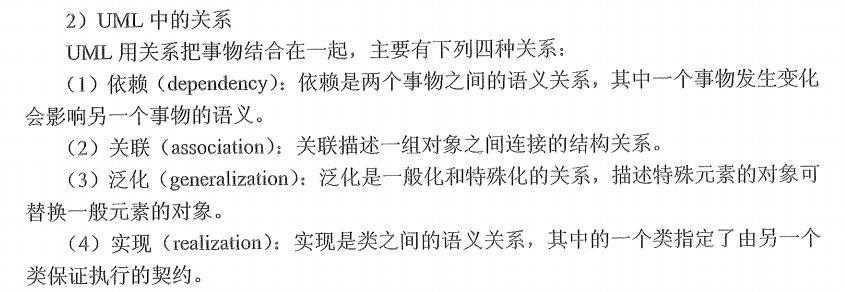 2）UML 中的关系
UML 用关系把事物结合在一起，主要有下列四种关系：
（1）依赖（dependency）：依赖是两个事物之间的语义关系，其中一个事物发生变化
会影响另一个事物的语义。
（2）关联（association）：关联描述一组对象之间连接的结构关系。
（3）泛化（generalization）：泛化是一般化和特殊化的关系，描述特殊元素的对象可
替换一般元素的对象。
（4）实现（realization）：实现是类之间的语义关系，其中的一个类指定了由另一个
类保证执行的契约。